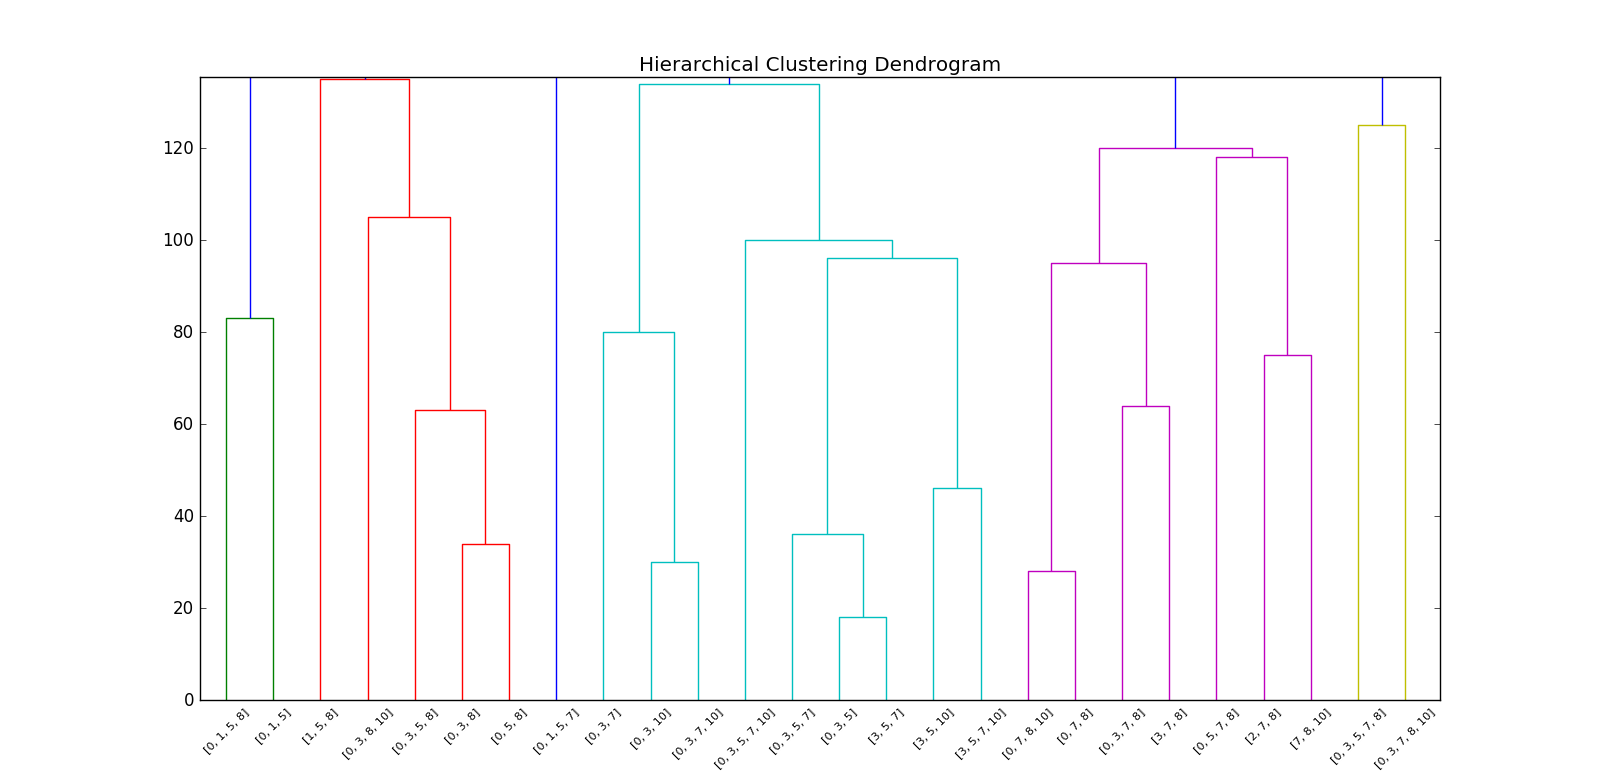 Hierarchical Clustering Dendrogram
120
100
80
60
40
20
0
[0, 1, 5, 8]
[0, 1, 5]
[1, 5, 8]
[0, 3, 8, 10]
[0, 3, 5, 8]
[0, 3, 8]
[0, 5, 8]
[0, 1, 5, 7]
[0, 3, 7]
[0, 3, 10]
[0, 3, 7, 10]
[0, 3, 5, 7, 10]
[0, 3, 5, 7]
[0, 3, 5]
[3, 5, 7]
[3, 5, 10]
[3, 5, 7, 10]
[0, 7, 8, 10]
[0, 7, 8]
[0, 3, 7, 8]
[3, 7, 8]
[0, 5, 7, 8]
[2, 7, 8]
[7, 8, 10]
[0, 3, 5, 7, 8]
[0, 3, 7, 8, 10]